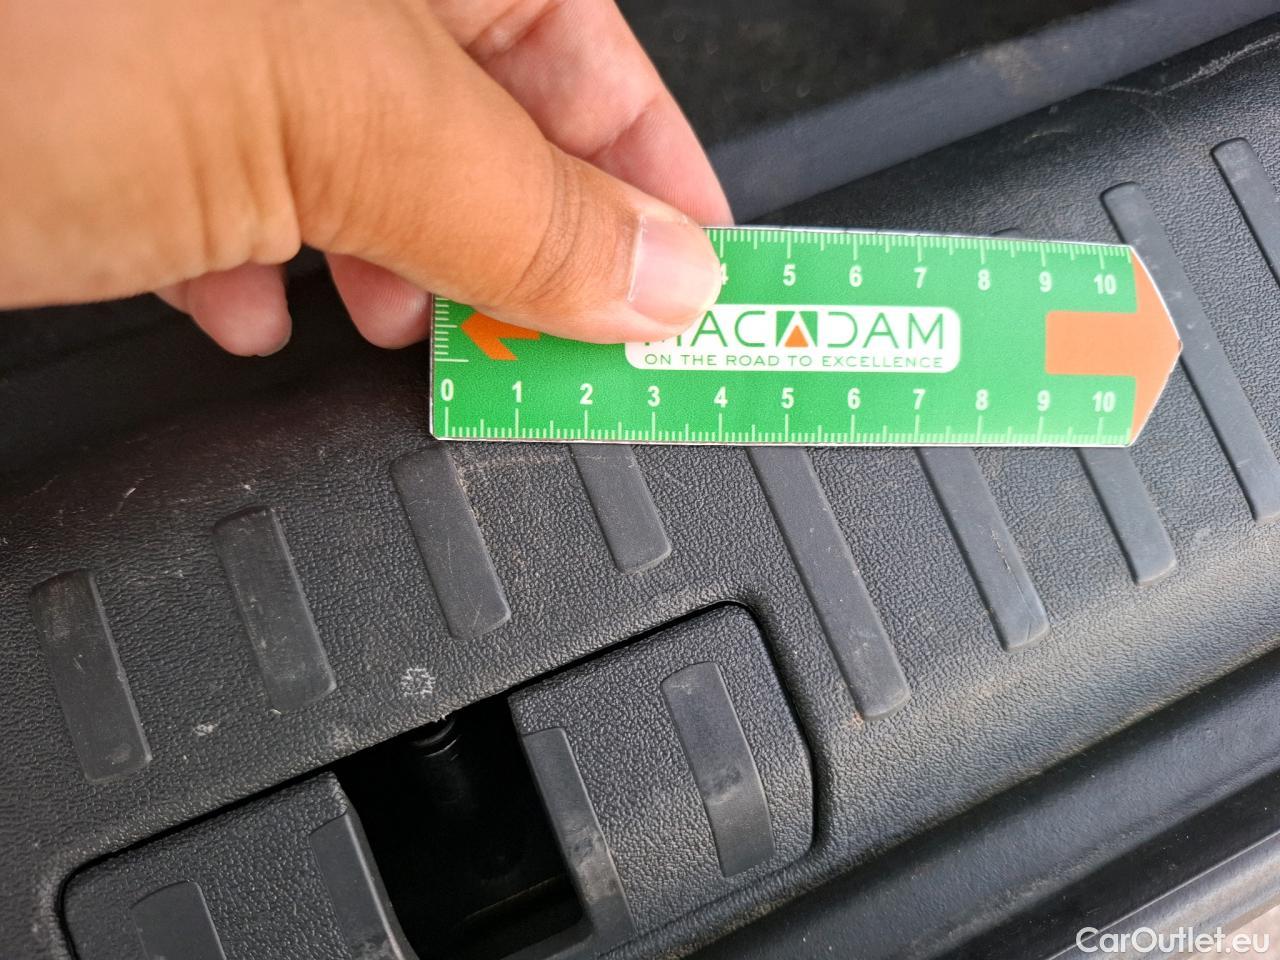 4 5 6 7 8 9 10
MACADAM
ON THE ROAD TO EXCELLENCE
0 1 2 3 4 5 6 7 8 9 10
CarOutlet.eu